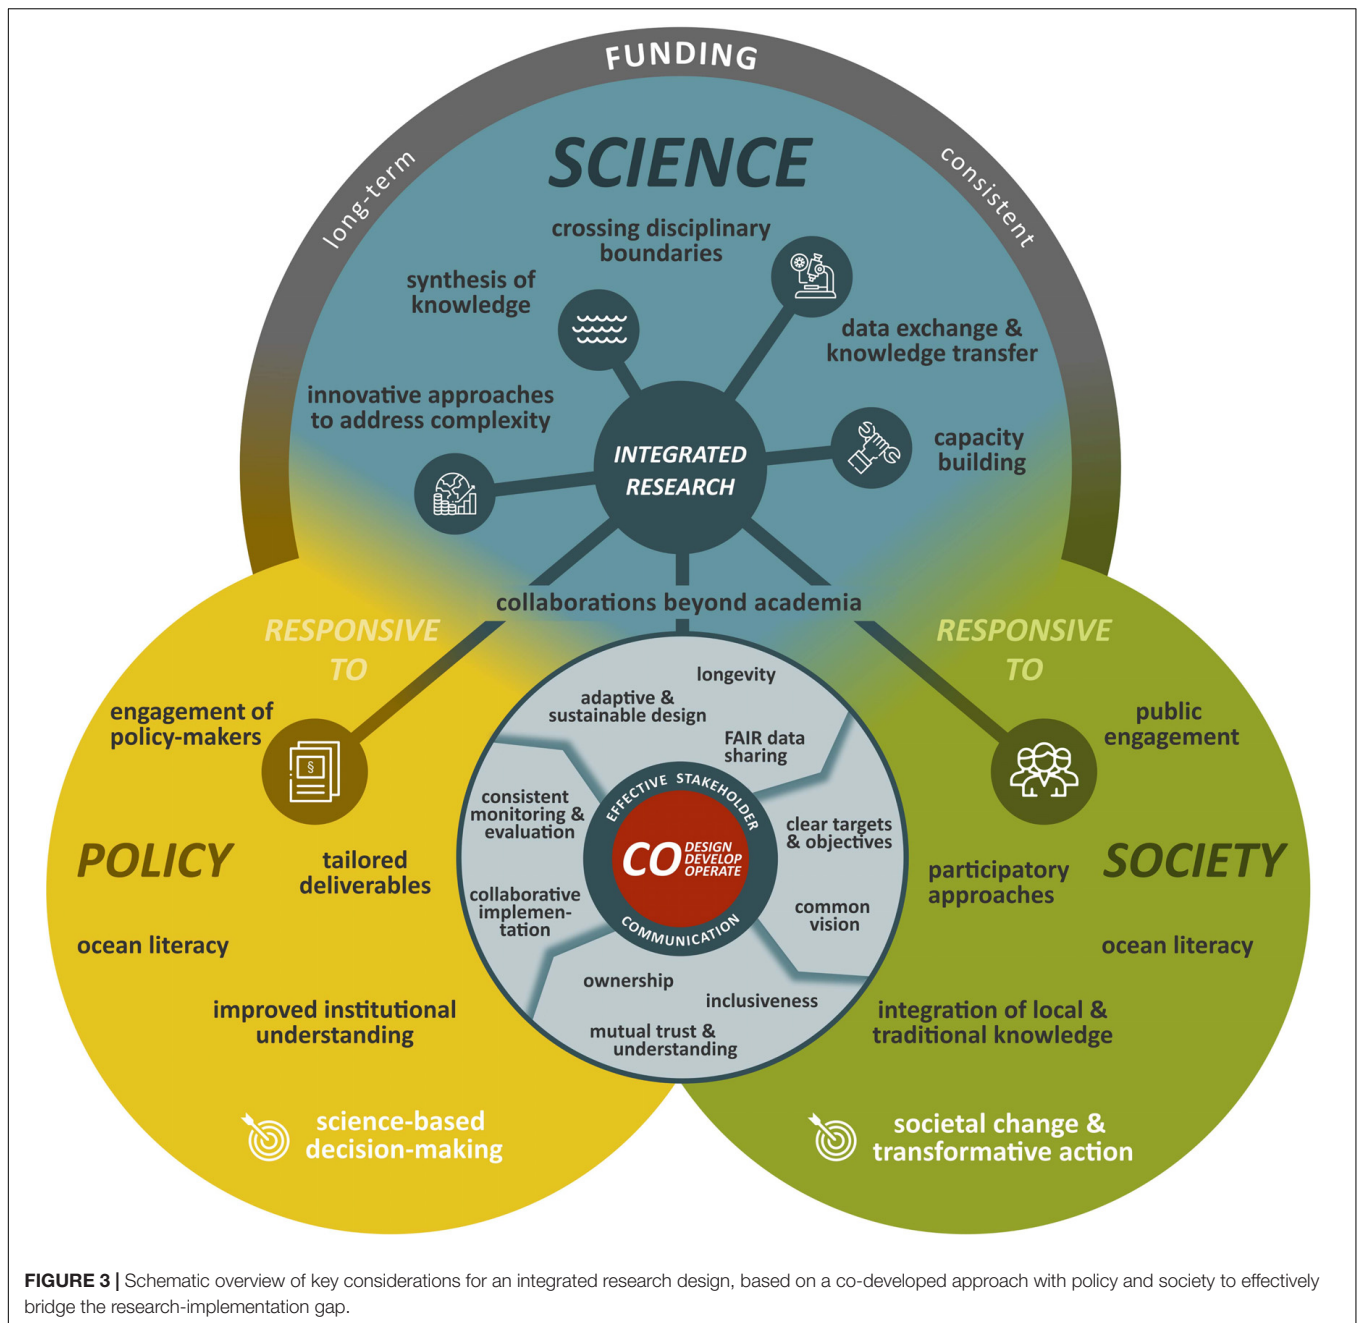 FUNDING
long-term
consistent
SCIENCE
crossing disciplinary
boundaries
synthesis of
knowledge
data exchange &
knowledge transfer
innovative approaches
to address complexity
capacity
building
INTEGRATED
RESEARCH
collaborations beyond academia
RESPONSIVE
TO
engagement of
policy-makers
§
POLICY
tailored
deliverables
ocean literacy
improved institutional
understanding
science-based
decision-making
longevity
adaptive &
sustainable design
FAIR data
sharing
consistent
monitoring &
evaluation
clear targets
& objectives
collaborative
implemen-
tation
common
vision
ownership
inclusiveness
mutual trust &
understanding
EFFECTIVE STAKEHOLDER
COMMUNICATION
CO DESIGN
DEVELOP
OPERATE
RESPONSIVE
TO
public
engagement
SOCIETY
participatory
approaches
ocean literacy
integration of local &
traditional knowledge
societal change &
transformative action
FIGURE 3 | Schematic overview of key considerations for an integrated research design, based on a co-developed approach with policy and society to effectively
bridge the research-implementation gap.